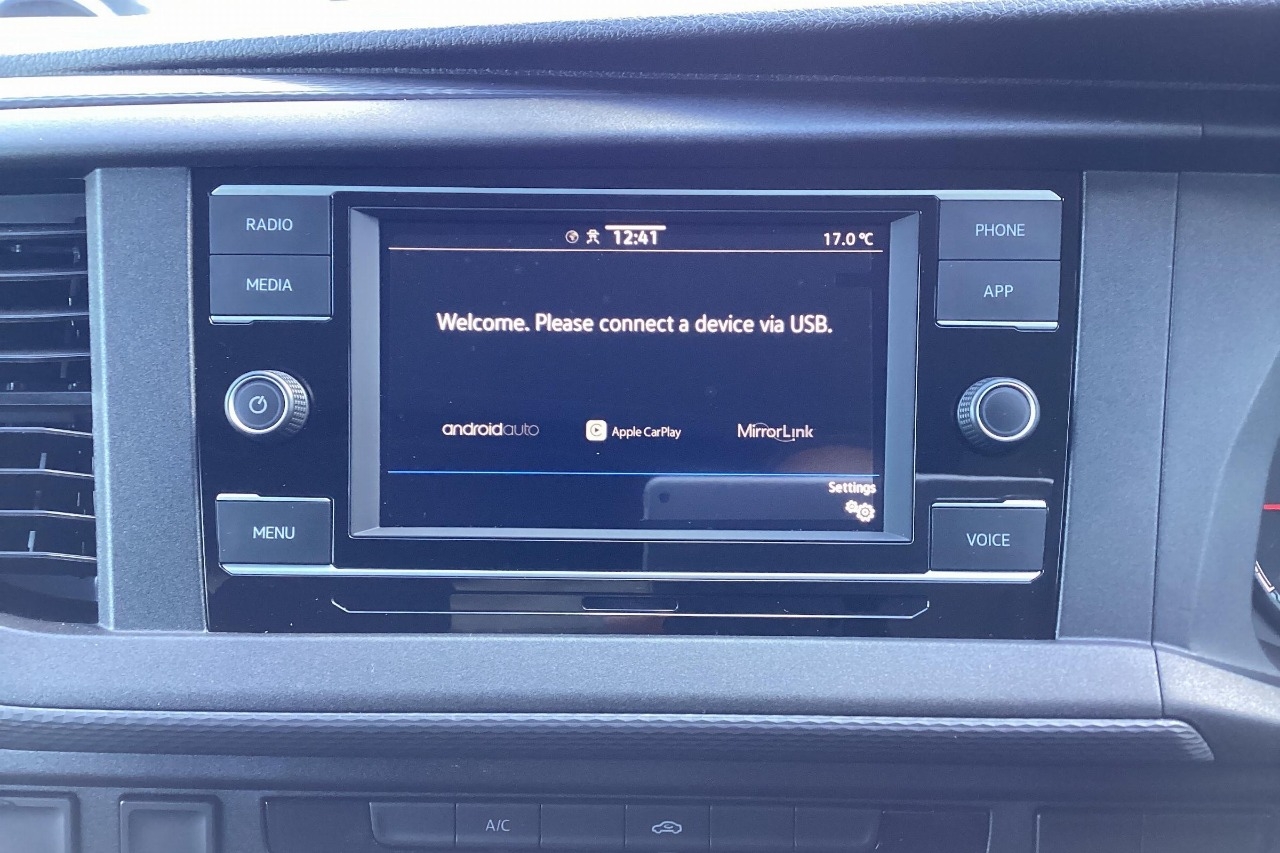 RADIO
MEDIA
12:41
17.0 °C
PHONE
APP
Welcome. Please connect a device via USB.
androidauto
Apple CarPlay
MirrorLink
Settings
MENU
VOICE
A/C